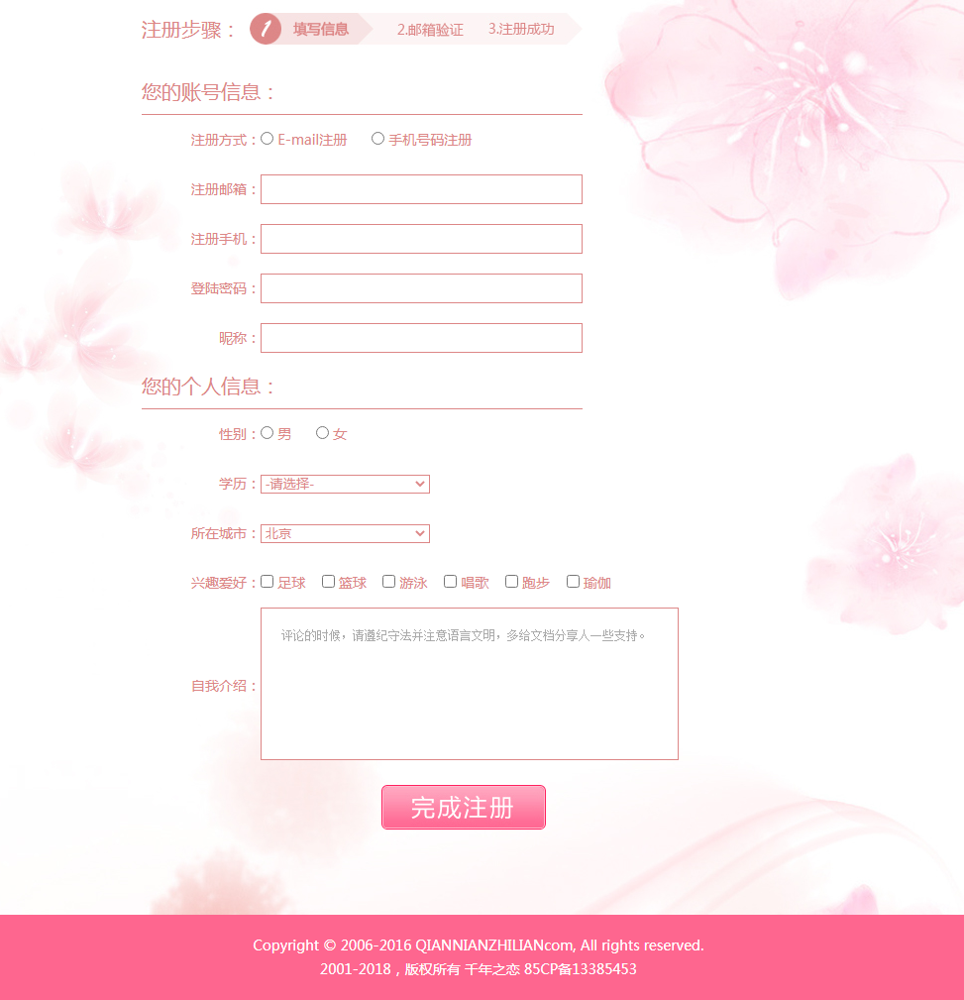 注册步骤： 1 填写信息 2.邮箱验证 3.注册成功
您的账号信息：
注册方式： E-mail注册 手机号码注册
注册邮箱：
注册手机：
登陆密码：
昵称：
您的个人信息：
性别： 男 女
学历： -请选择-
所在城市： 北京
兴趣爱好： 足球 篮球 游泳 唱歌 跑步 瑜伽
评论的时候，请遵纪守法并注意语言文明，多给文档分享人一些支持。
自我介绍：
完成注册
Copyright © 2006-2016 QIANNIANZHILIANcom, All rights reserved.
2001-2018，版权所有 千年之恋 85CP备13385453